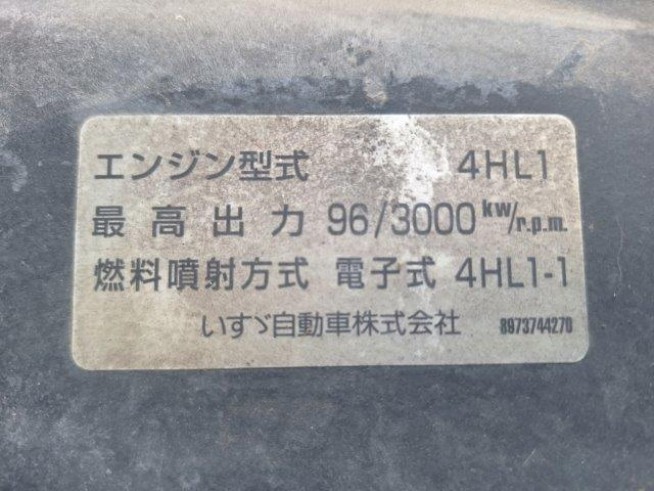 エンジン型式 4HL1
最高出力 96/3000 kw/r.p.m.
燃料噴射方式 電子式 4HL1-1
いすゞ自動車株式会社 8973744270